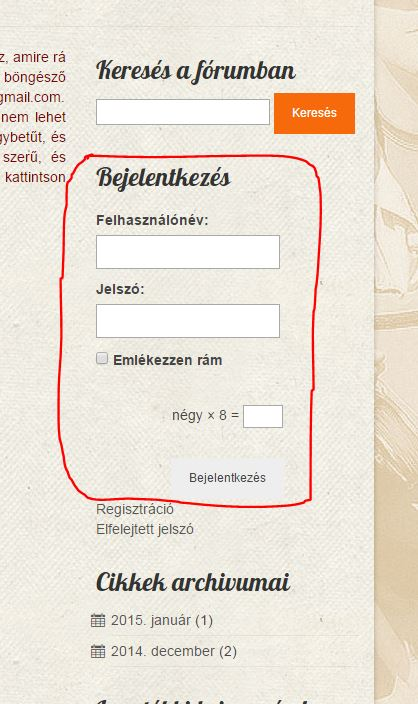 z, amire rá
böngésző
gmail.com.
nem lehet
gybetűt, és
szerű, és
kattintson
Keresés a fórumban
Keresés
Bejelentkezés
Felhasználónév:
Jelszó:
Emlékezzen rám
négy × 8 =
Bejelentkezés
Regisztráció
Elfelejtett jelszó
Cikkek archivumai
2015. január (1)
2014. december (2)